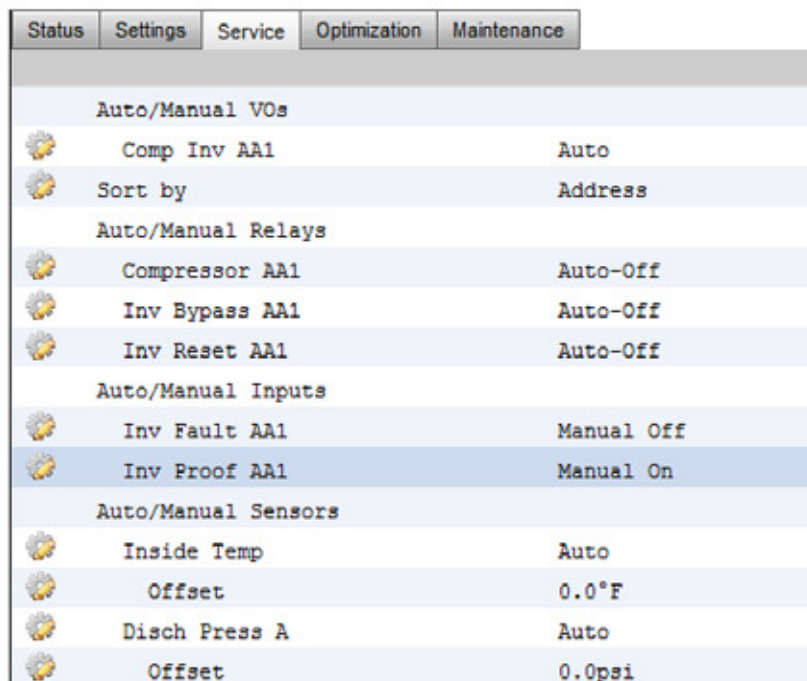 Status Settings Service Optimization Maintenance
Auto/Manual VOs
Comp Inv AA1 Auto
Sort by Address
Auto/Manual Relays
Compressor AA1 Auto-Off
Inv Bypass AA1 Auto-Off
Inv Reset AA1 Auto-Off
Auto/Manual Inputs
Inv Fault AA1 Manual Off
Inv Proof AA1 Manual On
Auto/Manual Sensors
Inside Temp Auto
Offset 0.0°F
Disch Press A Auto
Offset 0.0psi